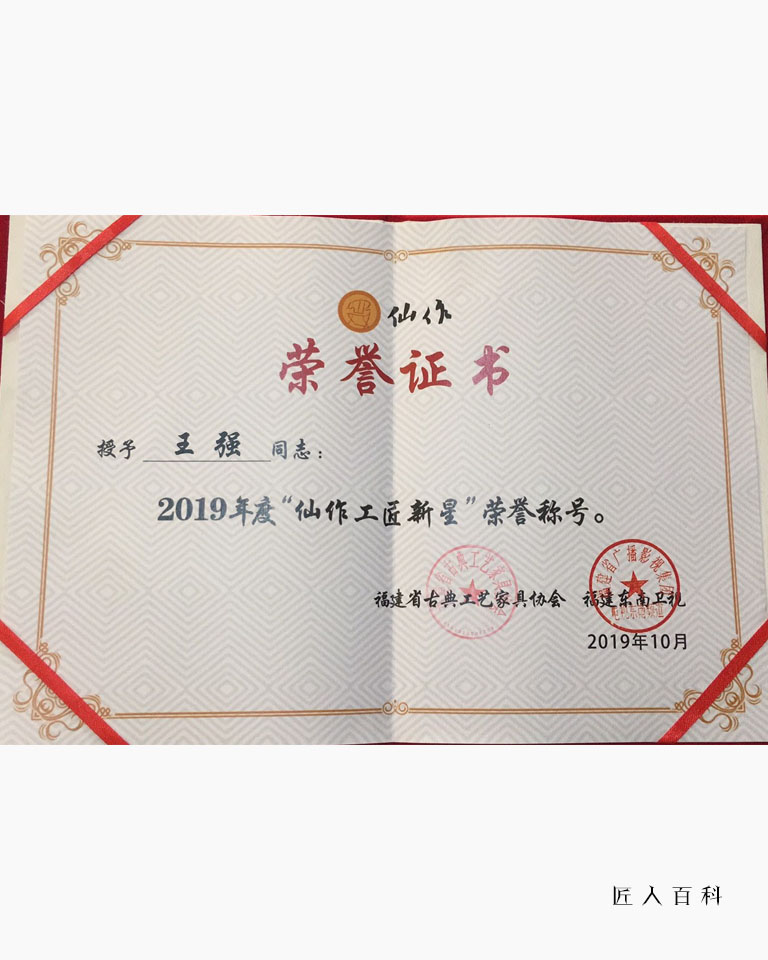 仙作
荣誉证书
授予 王强 同志：
2019年度“仙作工匠新星”荣誉称号。
福建省古典工艺家具协会 福建东南卫视
2019年10月
匠人百科